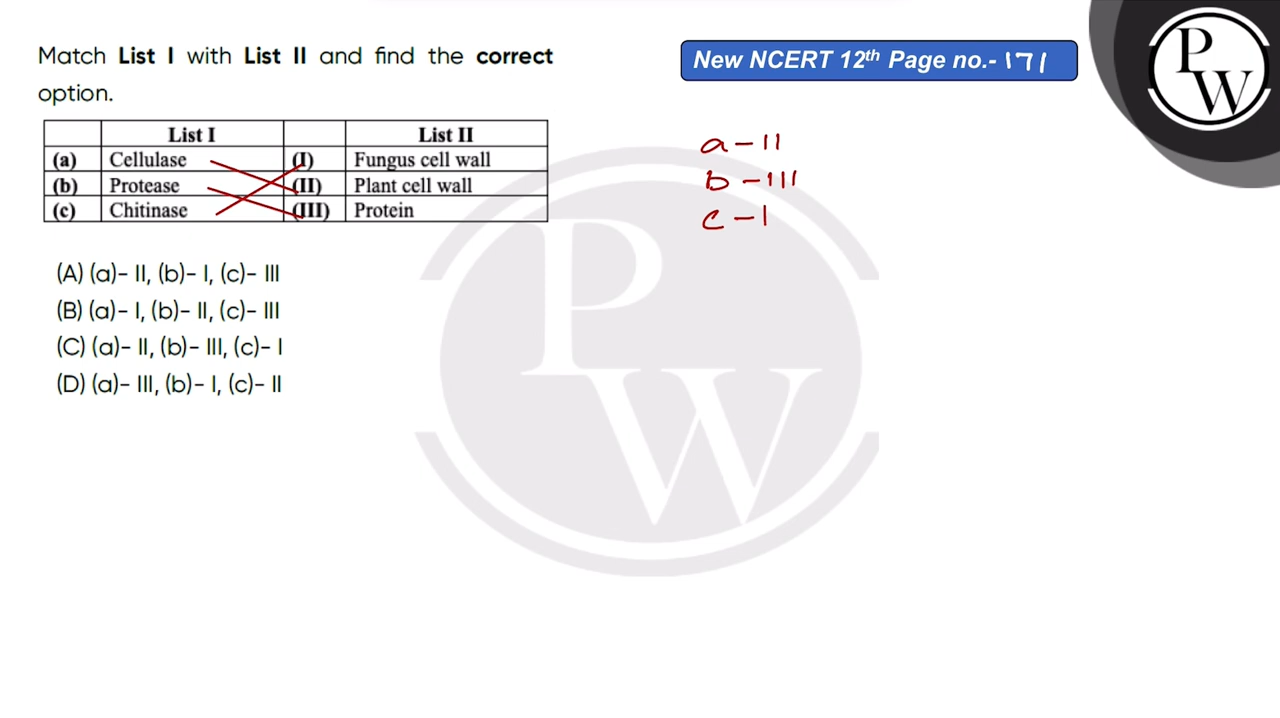 Match List I with List II and find the correct
option.
New NCERT 12th Page no.- 171
P
W
List I List II
(a) Cellulase (I) Fungus cell wall
(b) Protease (II) Plant cell wall
(c) Chitinase (III) Protein
a - II
b - III
c - I
(A) (a)- II, (b)- I, (c)- III
(B) (a)- I, (b)- II, (c)- III
(C) (a)- II, (b)- III, (c)- I
(D) (a)- III, (b)- I, (c)- II
P
W